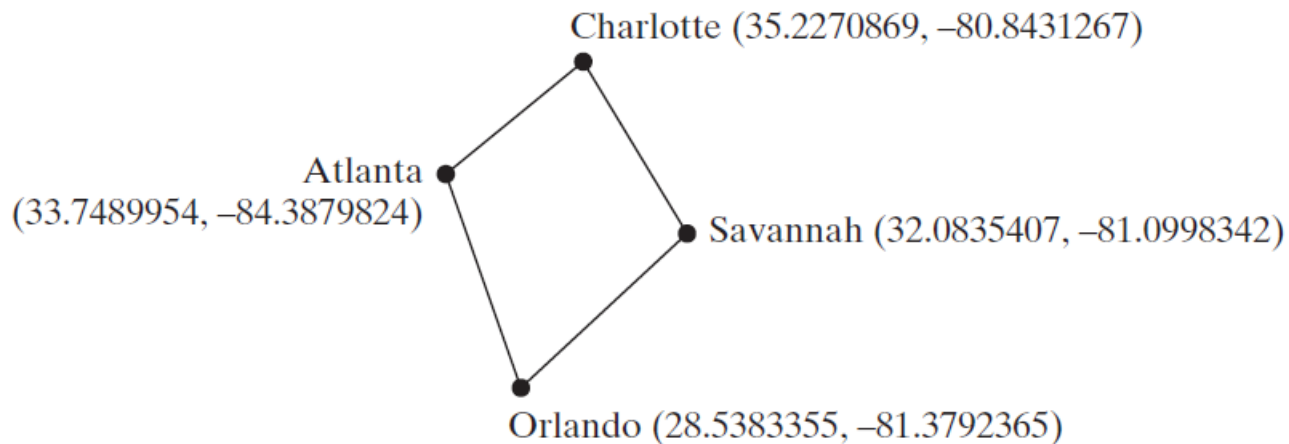 Charlotte (35.2270869, –80.8431267)
Atlanta
(33.7489954, –84.3879824)
Savannah (32.0835407, –81.0998342)
Orlando (28.5383355, –81.3792365)